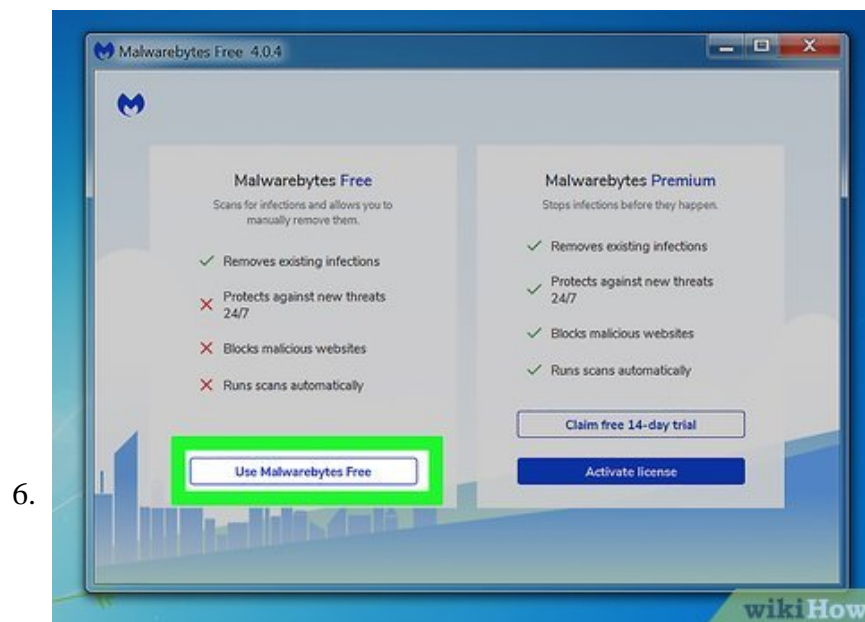 Malwarebytes Free 4.0.4
Malwarebytes Free
Scans for infections and allows you to
manually remove them.
Removes existing infections
Protects against new threats
24/7
Blocks malicious websites
Runs scans automatically
Use Malwarebytes Free
Malwarebytes Premium
Stops infections before they happen.
Removes existing infections
Protects against new threats
24/7
Blocks malicious websites
Runs scans automatically
Claim free 14-day trial
Activate license
6.
wikiHow